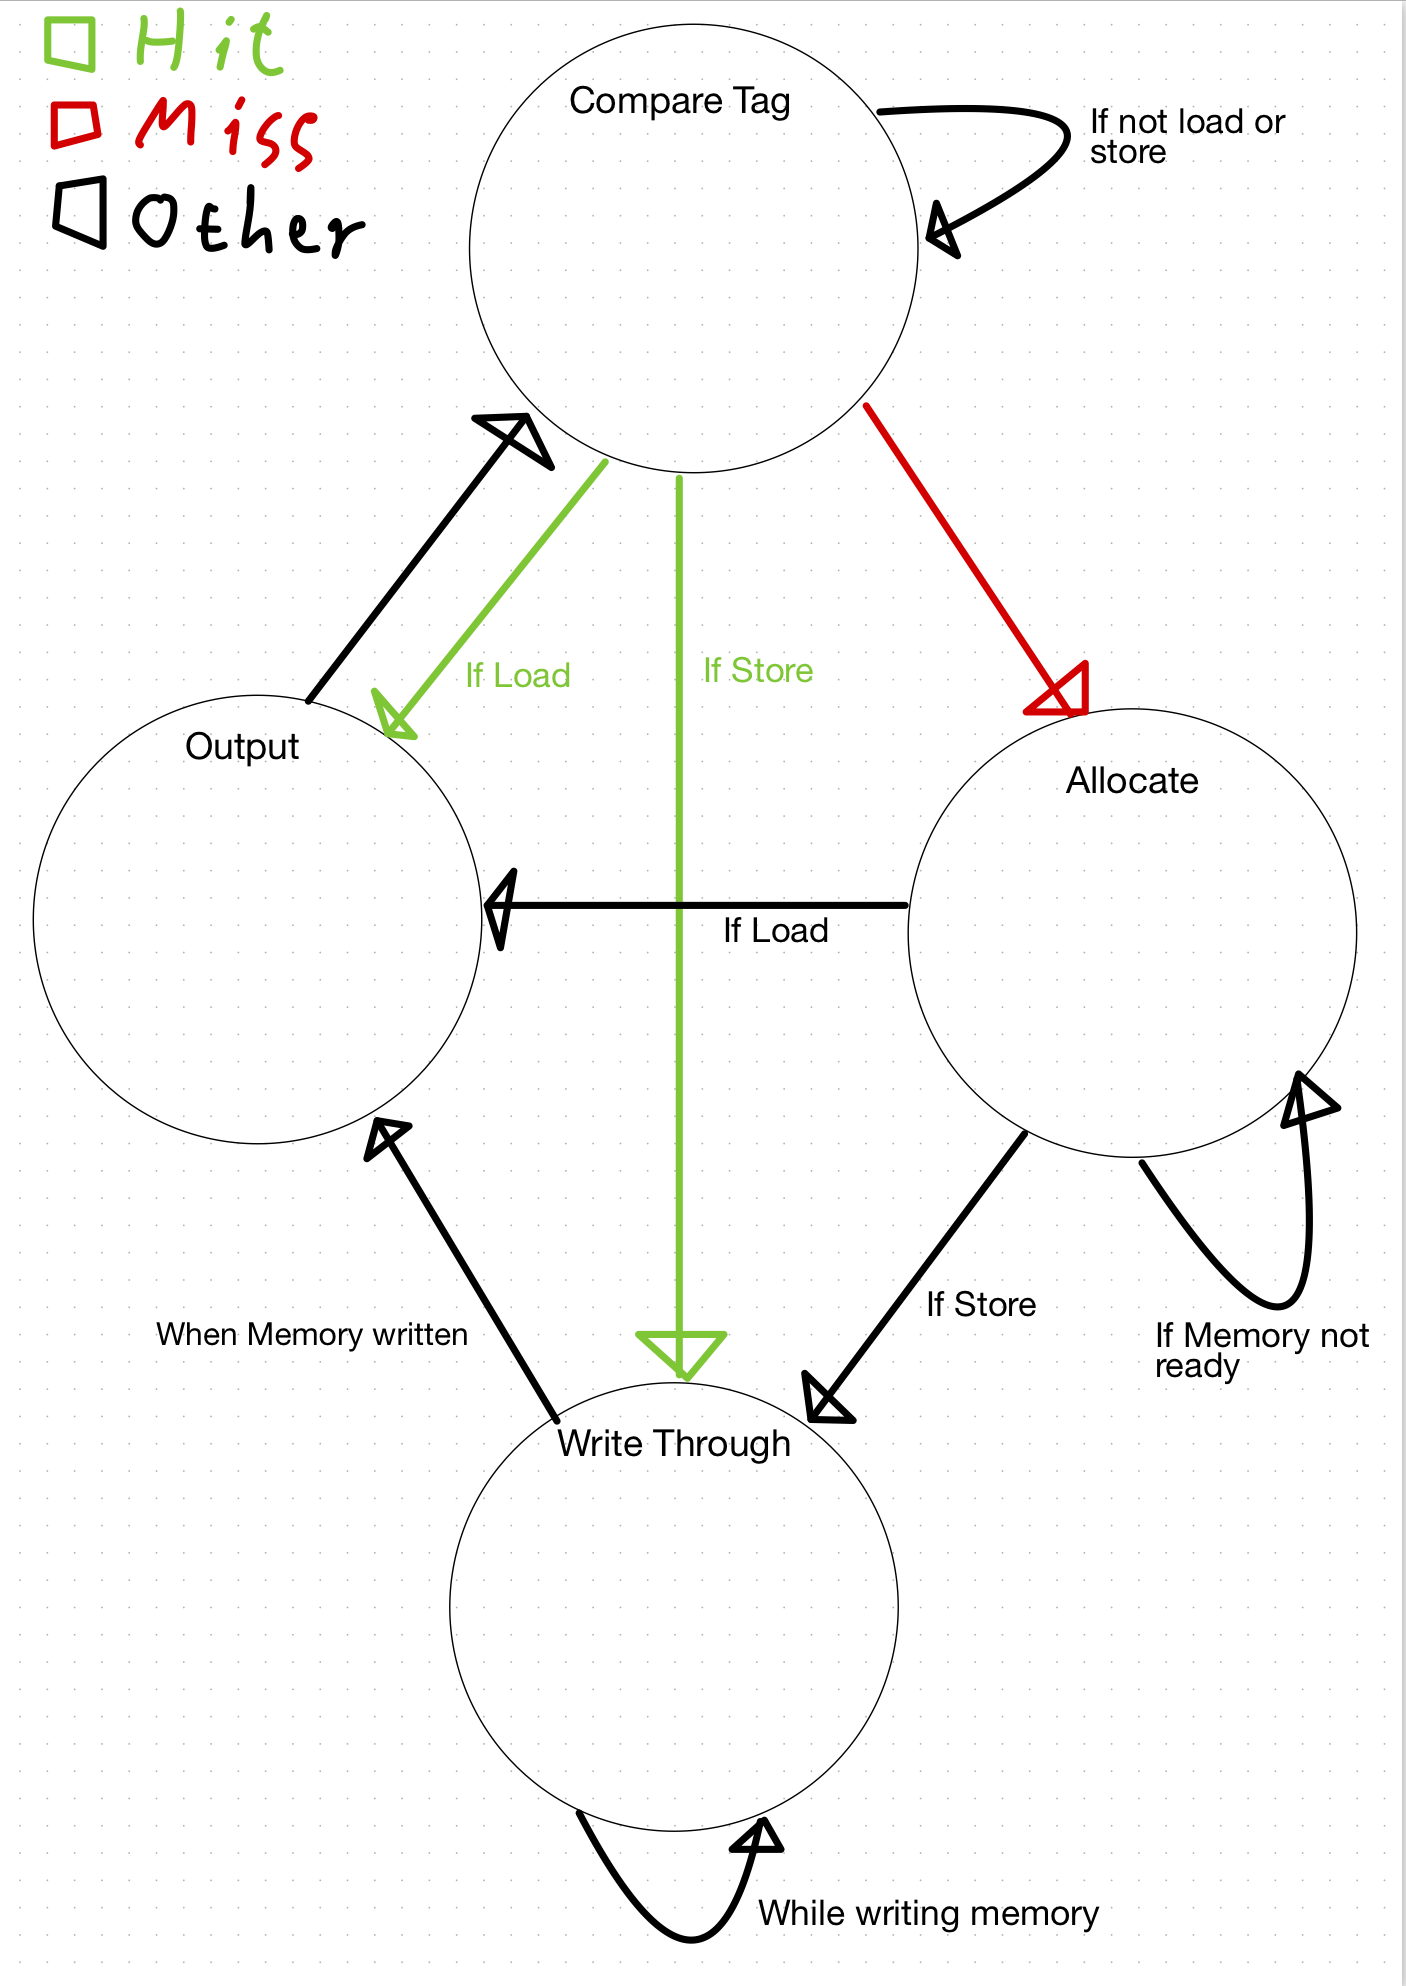 Hit
Miss
Other
Compare Tag
If not load or
store
If Load
If Store
Output
Allocate
If Load
If Store
When Memory written
If Memory not
ready
Write Through
While writing memory